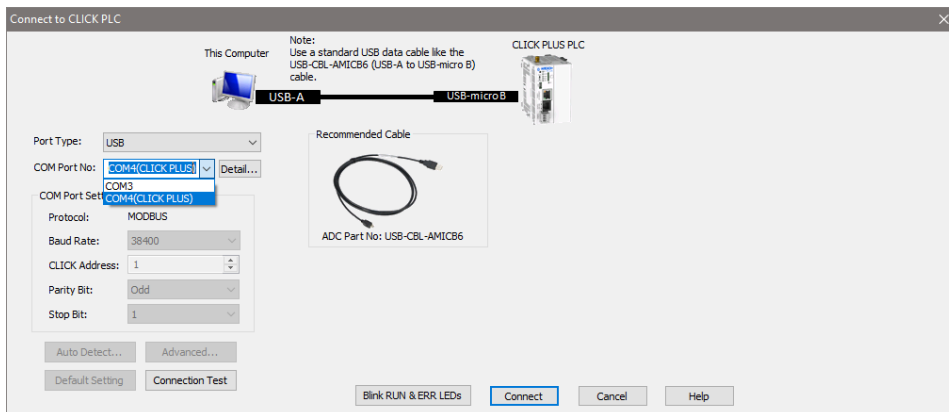 Connect to CLICK PLC
This Computer
Note:
Use a standard USB data cable like the
USB-CBL-AMICB6 (USB-A to USB-micro B)
cable.
CLICK PLUS PLC
USB-A
USB-micro B
Port Type:
USB
COM Port No:
COM4(CLICK PLUS)
Detail...
COM3
COM4(CLICK PLUS)
COM Port Sett
Protocol:
MODBUS
Baud Rate:
38400
CLICK Address:
1
Parity Bit:
Odd
Stop Bit:
1
Auto Detect...
Advanced...
Default Setting
Connection Test
Recommended Cable
ADC Part No: USB-CBL-AMICB6
Blink RUN & ERR LEDs
Connect
Cancel
Help